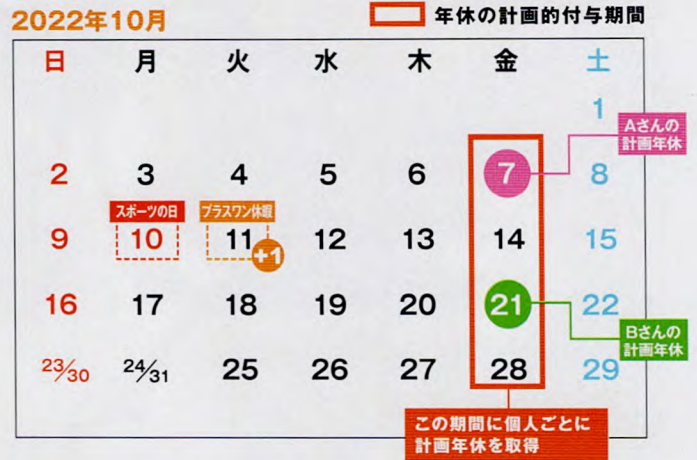 2022年10月
年休の計画的付与期間
日 月 火 水 木 金 土
1
Aさんの
計画年休
2 3 4 5 6 7 8
スポーツの日 プラスワン休暇
9 10 11 +1 12 13 14 15
16 17 18 19 20 21 22
Bさんの
計画年休
23/30 24/31 25 26 27 28 29
この期間に個人ごとに
計画年休を取得